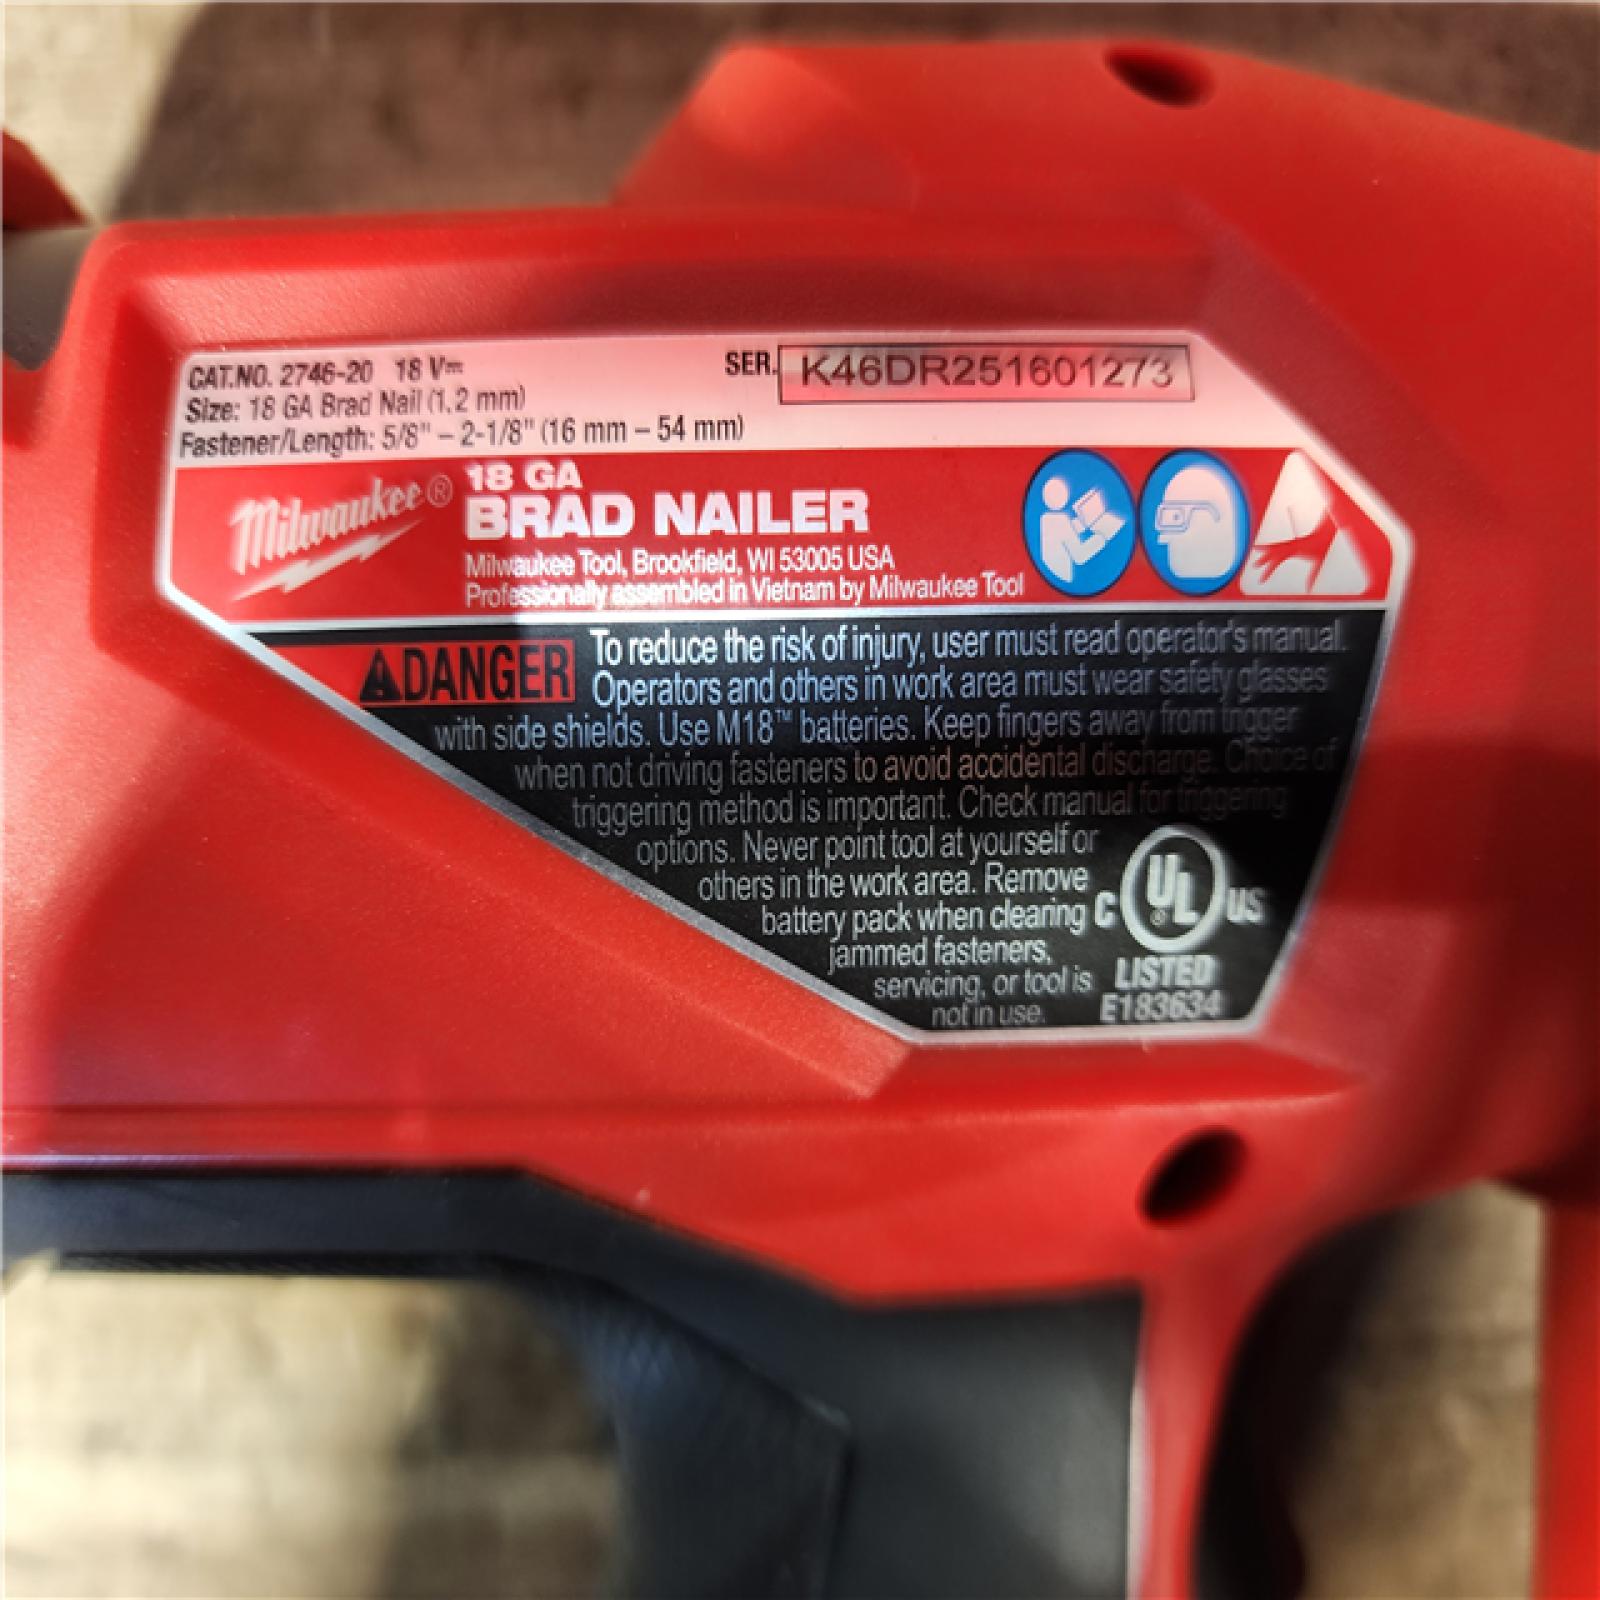 CAT.NO. 2746-20 18 V⎓
SER. K46DR251601273
Size: 18 GA Brad Nail (1,2 mm)
Fastener/Length: 5/8" – 2-1/8" (16 mm – 54 mm)
Milwaukee®
18 GA
BRAD NAILER
Milwaukee Tool, Brookfield, WI 53005 USA
Professionally assembled in Vietnam by Milwaukee Tool
DANGER To reduce the risk of injury, user must read operator's manual.
Operators and others in work area must wear safety glasses
with side shields. Use M18™ batteries. Keep fingers away from trigger
when not driving fasteners to avoid accidental discharge. Choice of
triggering method is important. Check manual for triggering
options. Never point tool at yourself or
others in the work area. Remove
battery pack when clearing
jammed fasteners,
servicing, or tool is
not in use.
C UL® US
LISTED
E183634